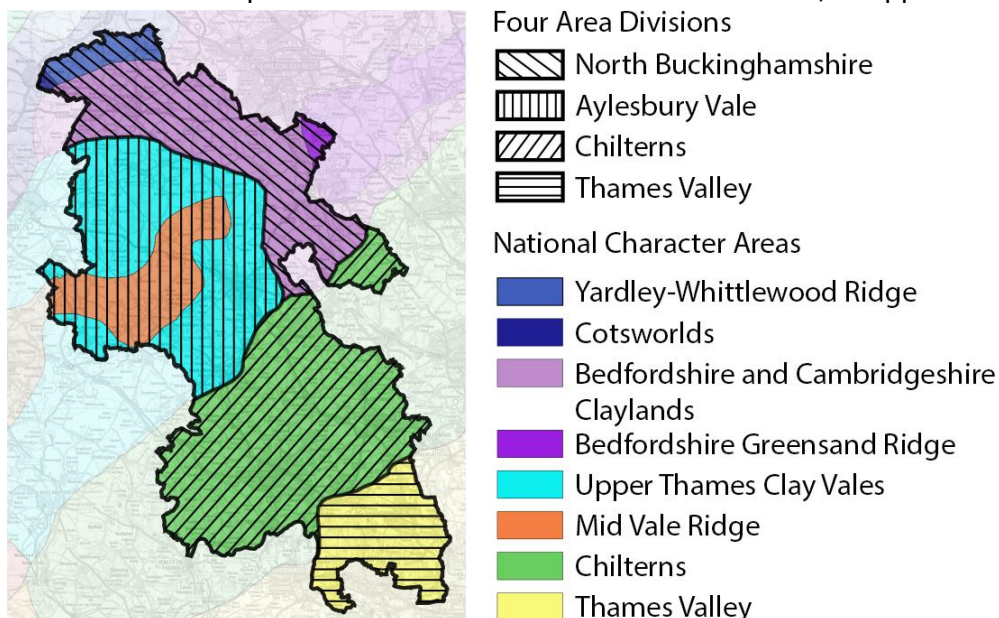 Four Area Divisions
North Buckinghamshire
Aylesbury Vale
Chilterns
Thames Valley
National Character Areas
Yardley-Whittlewood Ridge
Cotsworlds
Bedfordshire and Cambridgeshire
Claylands
Bedfordshire Greensand Ridge
Upper Thames Clay Vales
Mid Vale Ridge
Chilterns
Thames Valley